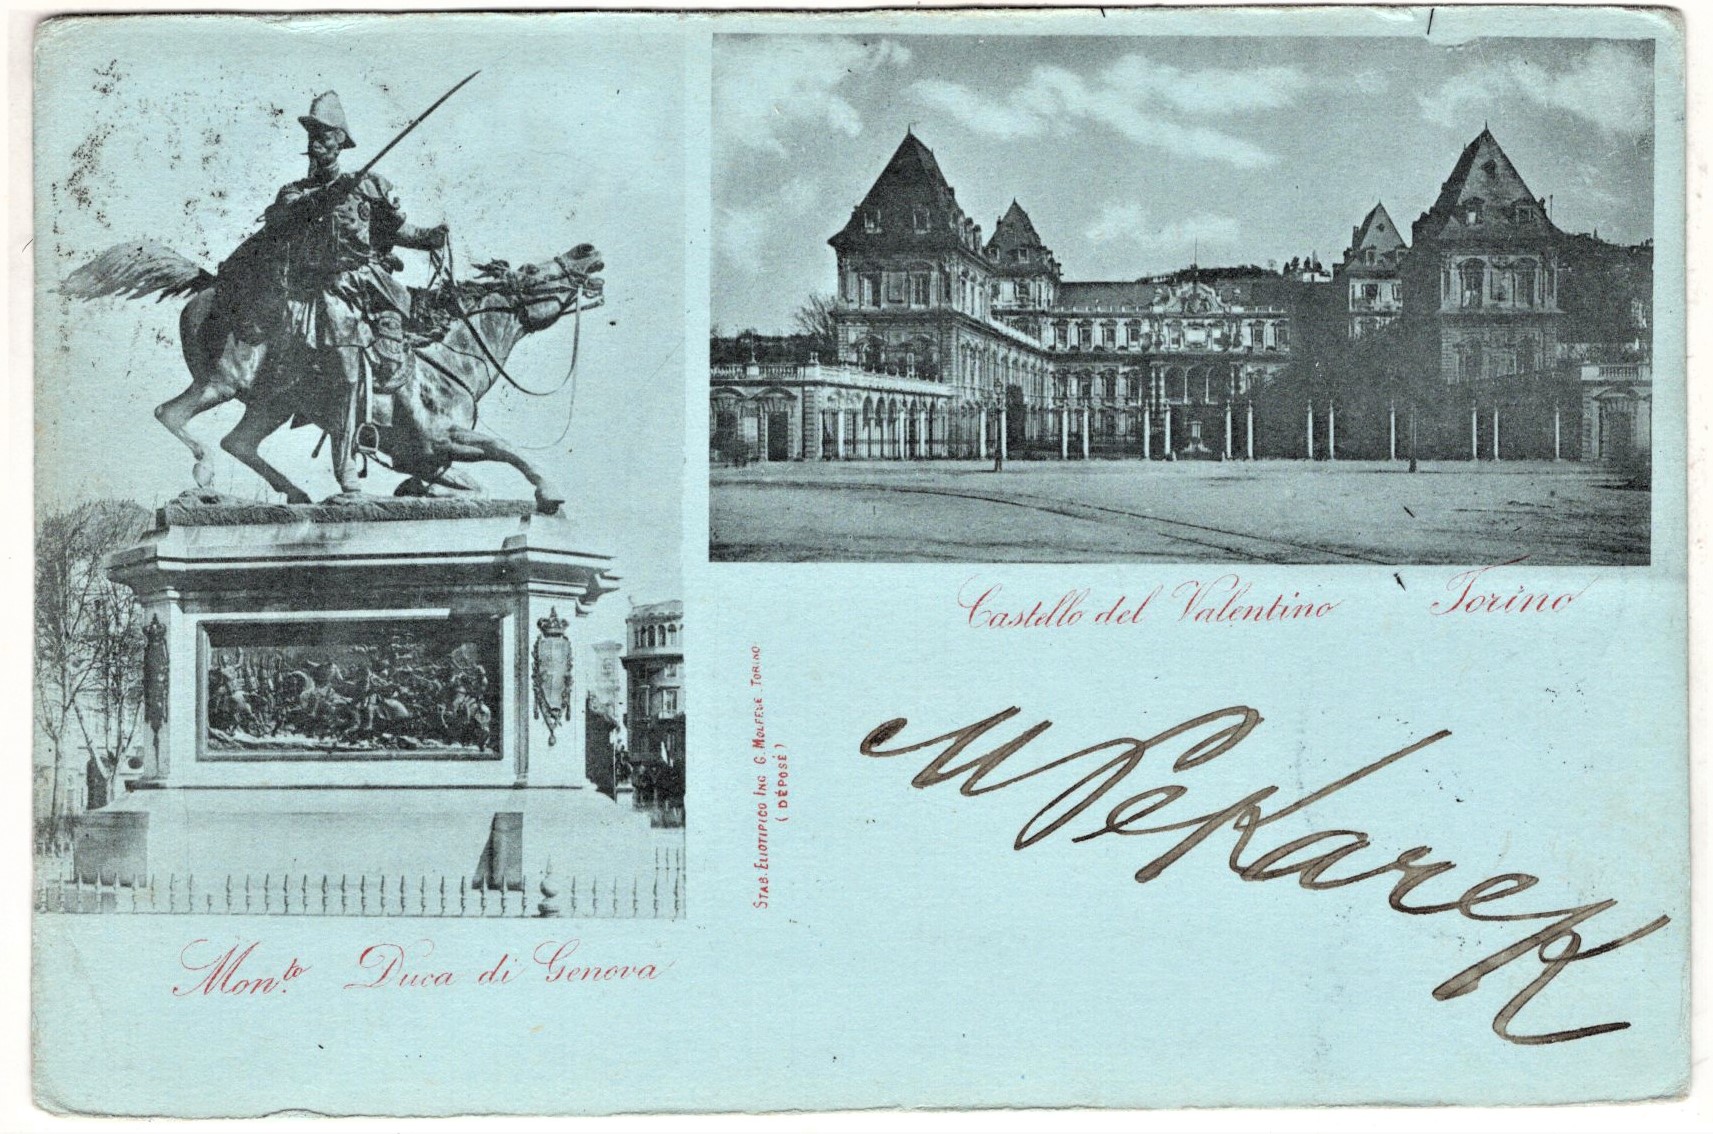 Mon.to Duca di Genova
Castello del Valentino Torino
STAB. ELIOTIPICO ING G. MOLFESE. TORINO
( DÉPOSÉ )
M Pekarek